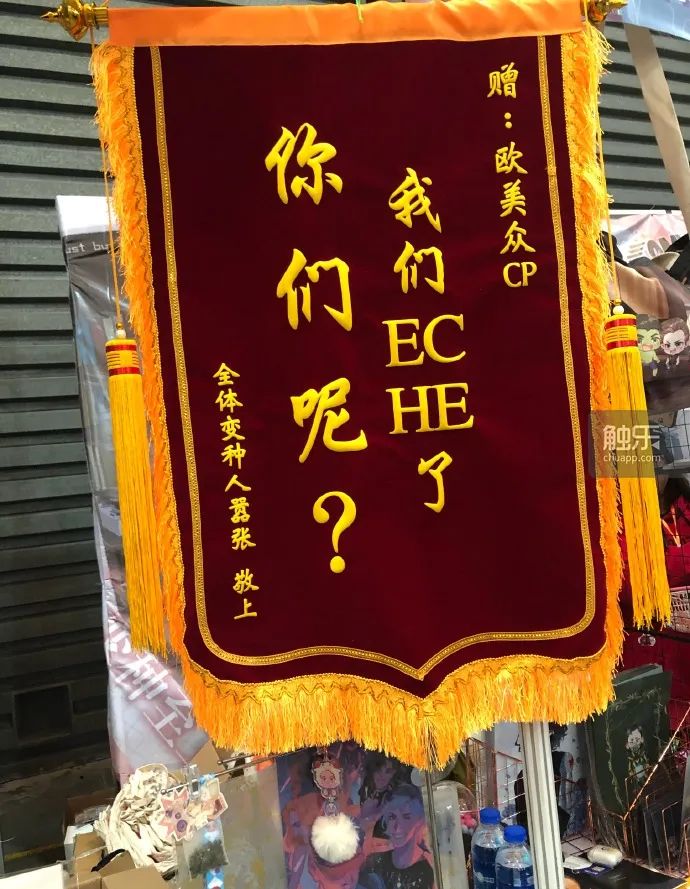 赠：欧美众CP
我们EC
HE了
你们呢？
全体变种人嚣张 敬上
触乐
chuapp.com